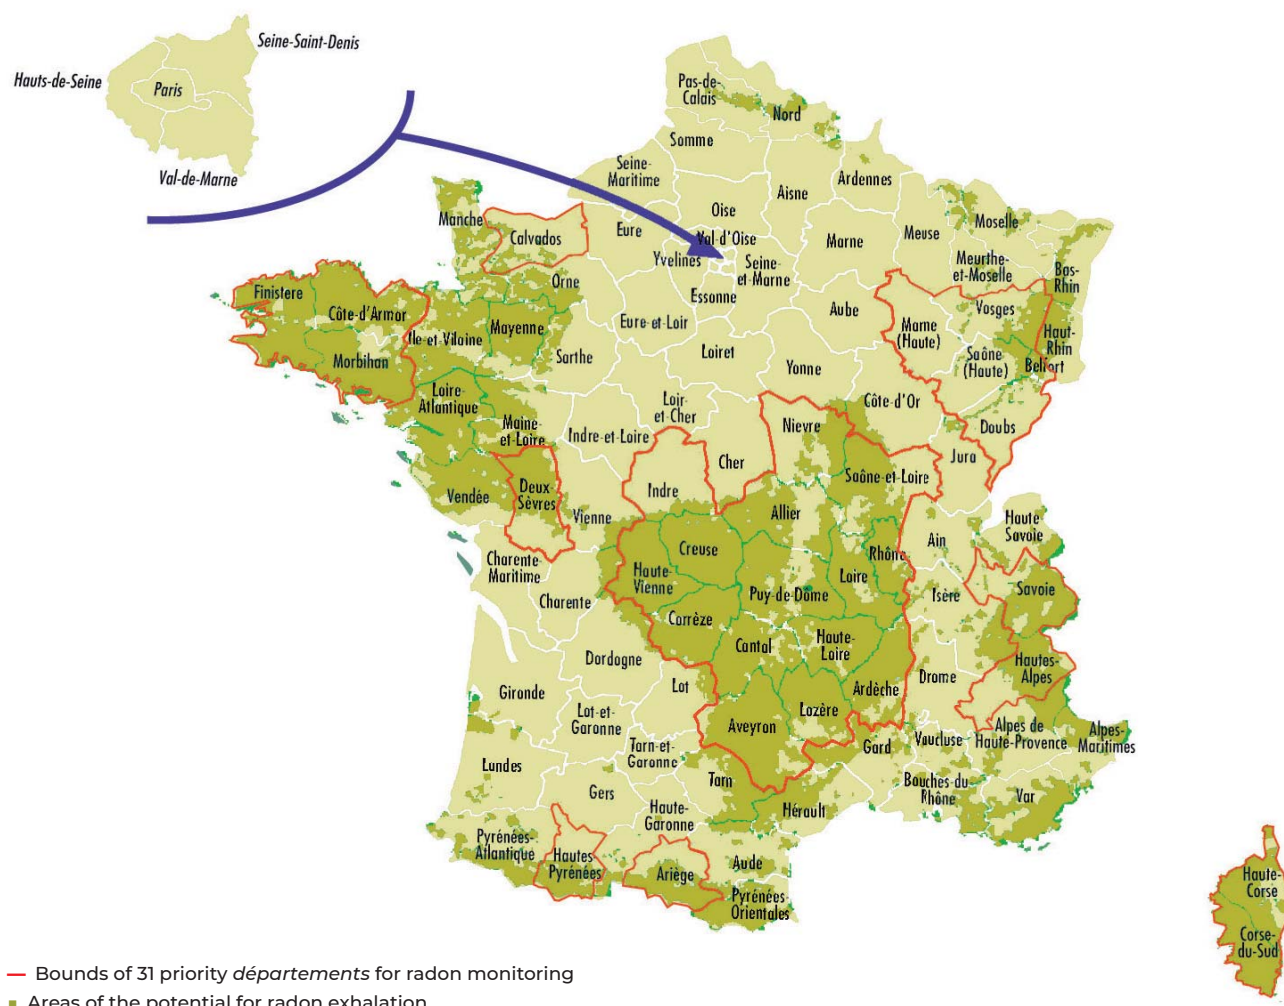 Seine-Saint-Denis
Hauts-de-Seine
Paris
Val-de-Marne
Pas-de-
Calais
Nord
Somme
Seine-
Maritime
Aisne
Ardennes
Oise
Manche
Calvados
Eure
Val-d'Oise
Marne
Meuse
Moselle
Yvelines
Seine-
et-Marne
Meurthe-
et-Moselle
Bas-
Rhin
Finistere
Côte-d'Armor
Orne
Essonne
Aube
Vosges
Ile-et-Vilaine
Mayenne
Eure-et-Loir
Marne
(Haute)
Haut-
Rhin
Morbihan
Sarthe
Loiret
Yonne
Saône
(Haute)
Belfort
Loire-
Atlantique
Loir-
et-Cher
Côte-d'Or
Maine-
et-Loire
Indre-et-Loire
Nievre
Doubs
Cher
Jura
Vendée
Deux-
Sèvres
Indre
Saône-et-Loire
Vienne
Allier
Ain
Haute
Savoie
Charente-
Maritime
Creuse
Rhône
Haute-
Vienne
Loire
Charente
Puy-de-Dome
Isère
Savoie
Corrèze
Cantal
Haute-
Loire
Dordogne
Hautes-
Alpes
Gironde
Lot
Ardèche
Drome
Lot-et-
Garonne
Aveyron
Lozère
Tarn-et-
Garonne
Gard
Vaucluse
Alpes de
Haute-Provence
Alpes-
Maritimes
Lundes
Gers
Tarn
Bouches-du
Rhône
Var
Haute-
Garonne
Hérault
Pyrénées-
Atlantique
Hautes
Pyrénées
Ariège
Aude
Pyrénées-
Orientales
Haute-
Corse
Corse-
du-Sud
Bounds of 31 priority départements for radon monitoring
Areas of the potential for radon exhalation